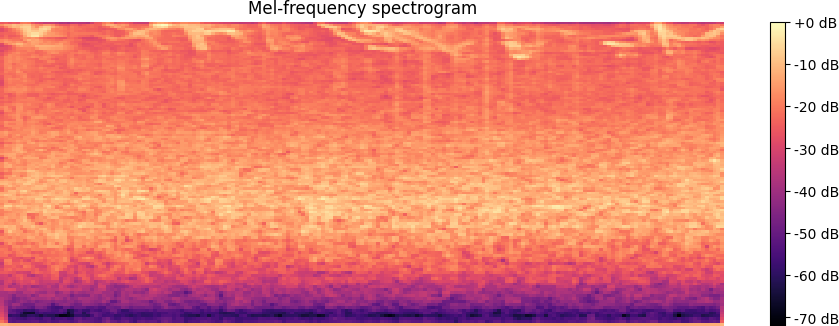 Mel-frequency spectrogram
+0 dB
-10 dB
-20 dB
-30 dB
-40 dB
-50 dB
-60 dB
-70 dB